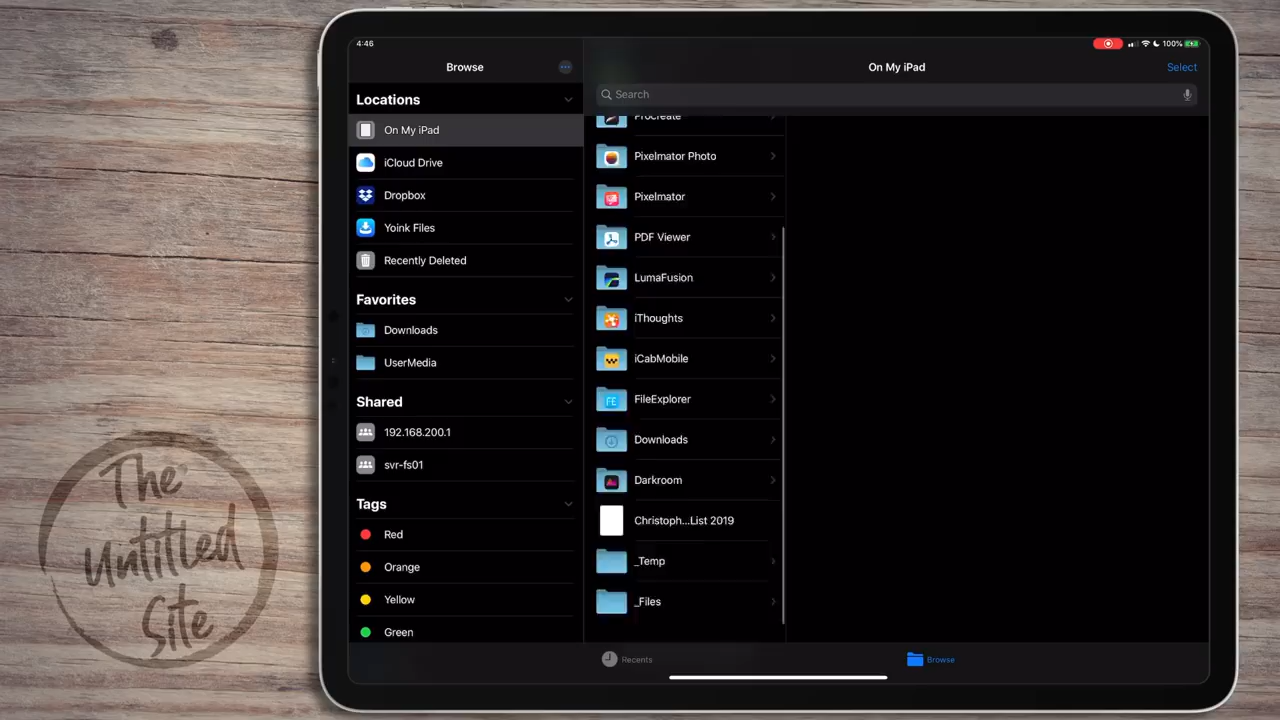 4:46
100%
Browse
On My iPad
Select
Locations
Search
On My iPad
iCloud Drive
Dropbox
Yoink Files
Recently Deleted
Favorites
Downloads
UserMedia
Shared
192.168.200.1
svr-fs01
Tags
Red
Orange
Yellow
Green
Procreate
Pixelmator Photo
Pixelmator
PDF Viewer
LumaFusion
iThoughts
iCabMobile
FE
FileExplorer
Downloads
Darkroom
Christoph...List 2019
_Temp
_Files
Recents
Browse
The
Untitled
Site